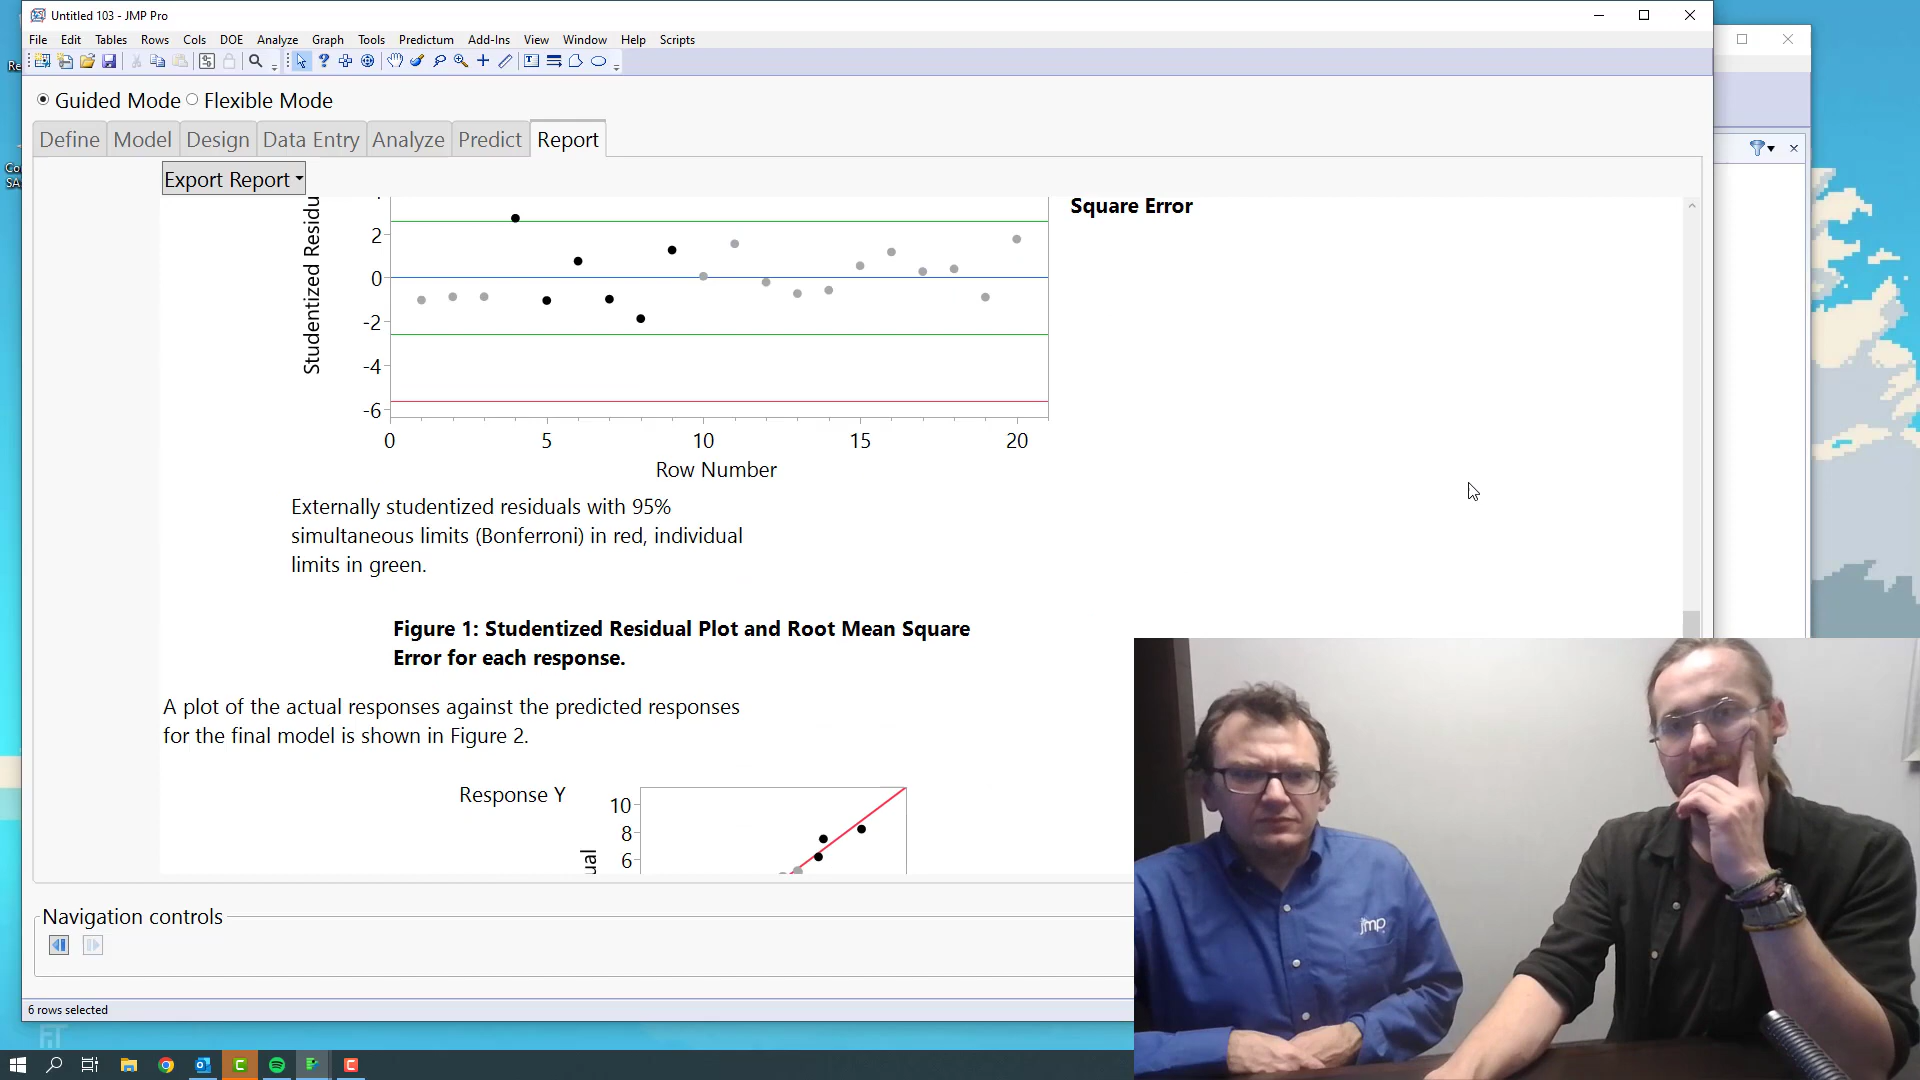 Untitled 103 - JMP Pro
File Edit Tables Rows Cols DOE Analyze Graph Tools Predictum Add-Ins View Window Help Scripts
Guided Mode Flexible Mode
Define Model Design Data Entry Analyze Predict Report
Export Report
Square Error
Studentized Residu
2
0
-2
-4
-6
0 5 10 15 20
Row Number
Externally studentized residuals with 95%
simultaneous limits (Bonferroni) in red, individual
limits in green.
Figure 1: Studentized Residual Plot and Root Mean Square
Error for each response.
A plot of the actual responses against the predicted responses
for the final model is shown in Figure 2.
Response Y
10
8
6
ual
Navigation controls
6 rows selected
jmp
Re
Co
SA